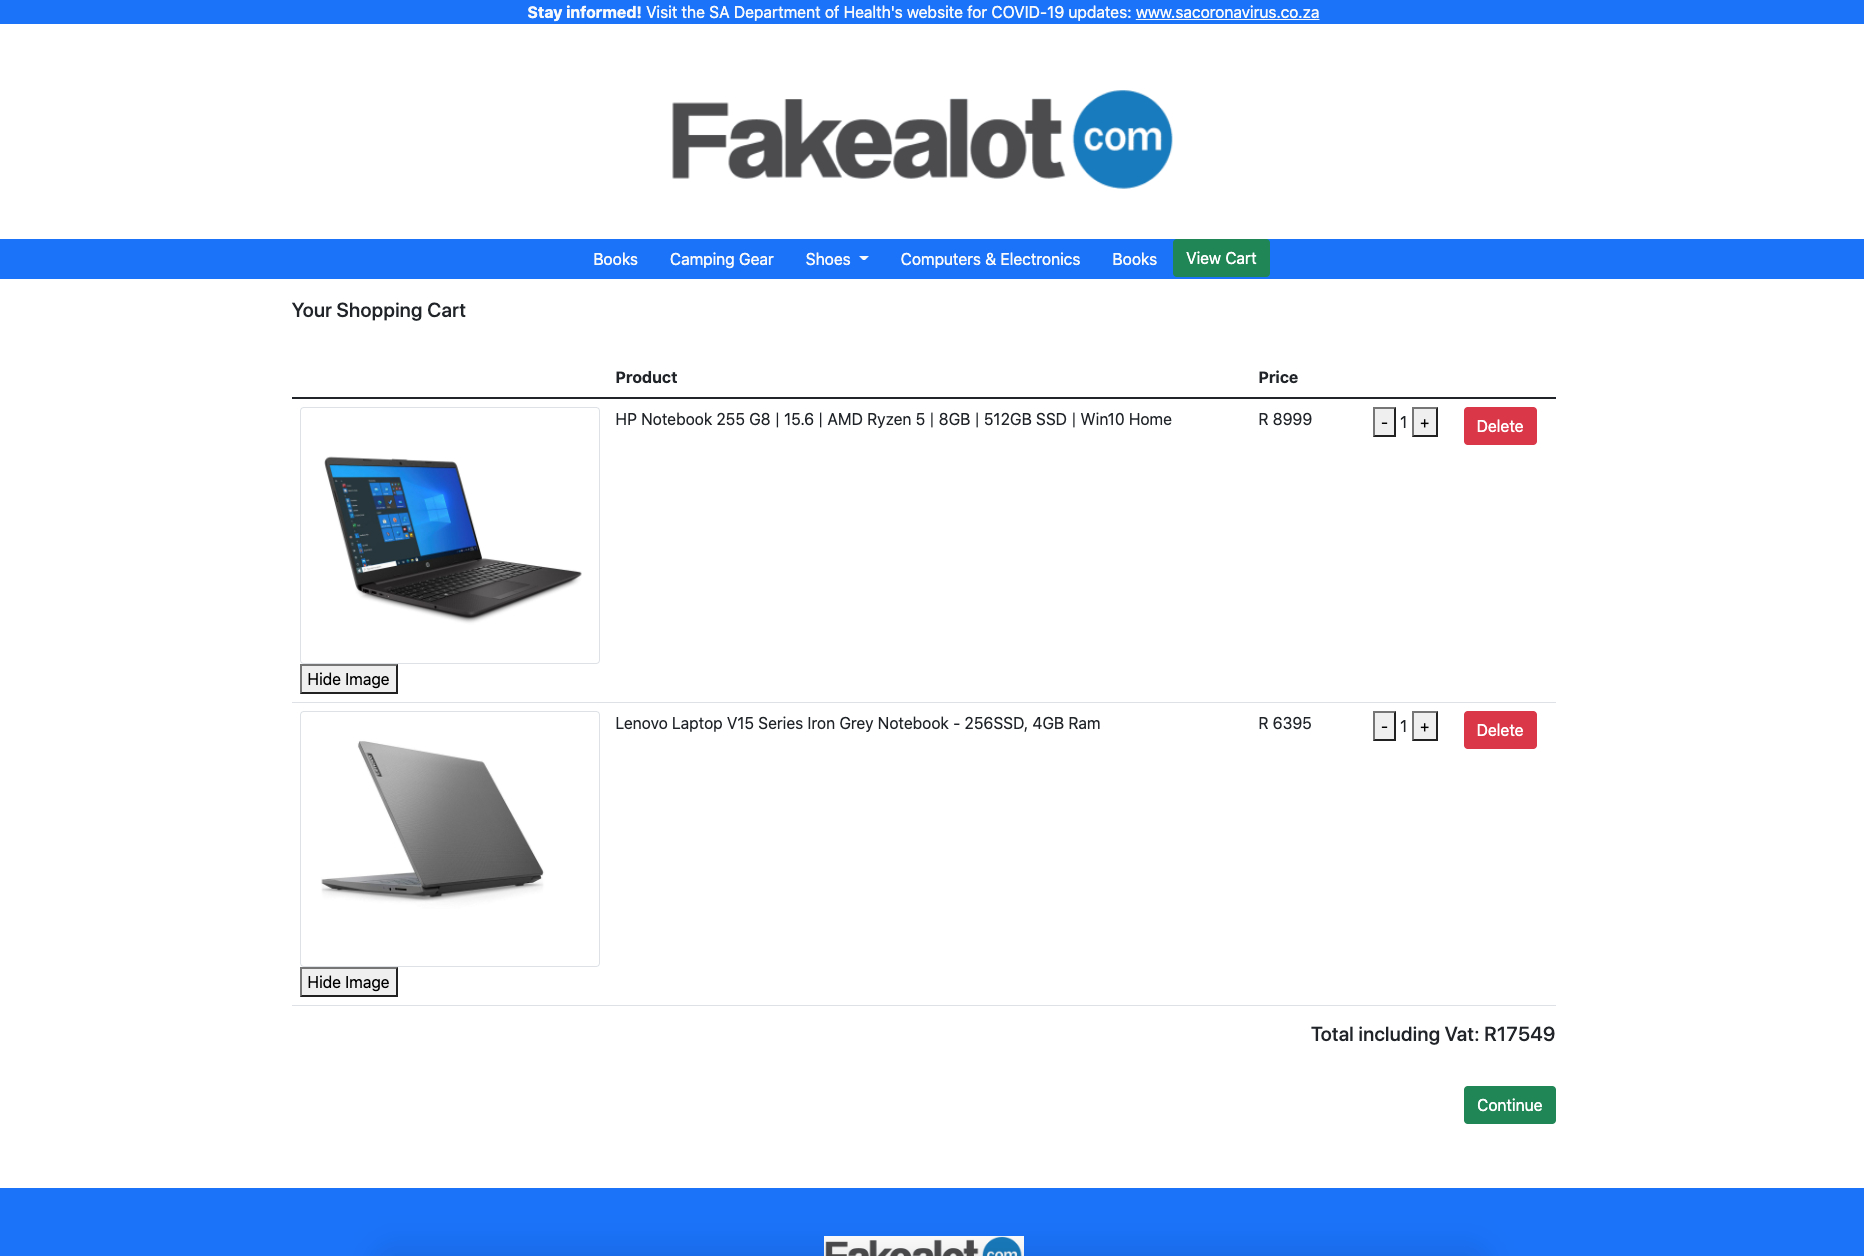 Stay informed! Visit the SA Department of Health's website for COVID-19 updates: www.sacoronavirus.co.za
Fakealot com
Books Camping Gear Shoes Computers & Electronics Books View Cart
Your Shopping Cart
Product Price
HP Notebook 255 G8 | 15.6 | AMD Ryzen 5 | 8GB | 512GB SSD | Win10 Home R 8999 - 1 + Delete
Hide Image
Lenovo Laptop V15 Series Iron Grey Notebook - 256SSD, 4GB Ram R 6395 - 1 + Delete
Hide Image
Total including Vat: R17549
Continue
Fakealot com